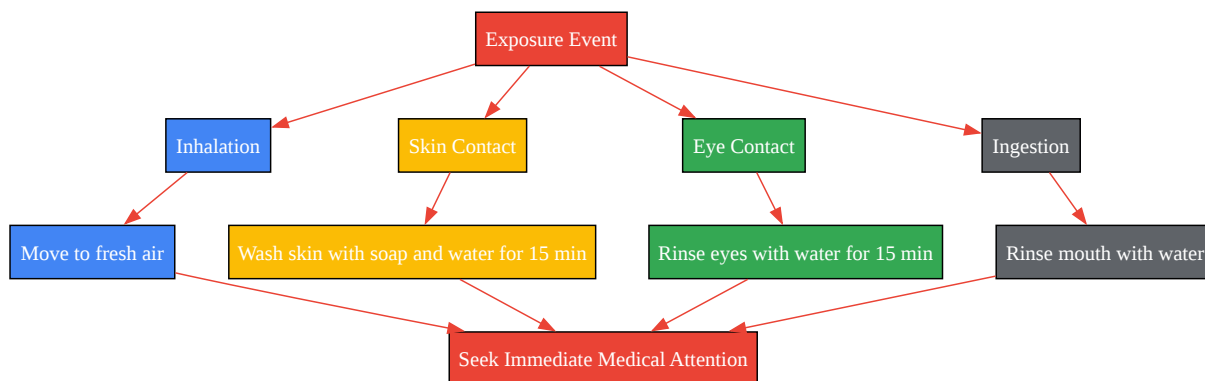 Exposure Event
Inhalation
Skin Contact
Eye Contact
Ingestion
Move to fresh air
Wash skin with soap and water for 15 min
Rinse eyes with water for 15 min
Rinse mouth with water
Seek Immediate Medical Attention